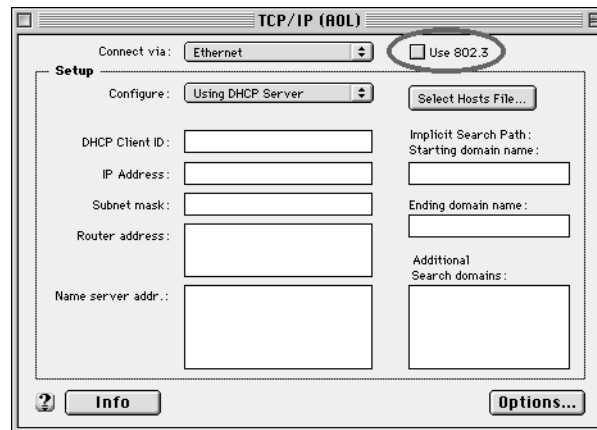 TCP/IP (AOL)
Connect via: Ethernet Use 802.3
Setup
Configure: Using DHCP Server
Select Hosts File...
DHCP Client ID:
IP Address:
Subnet mask:
Router address:
Name server addr.:
Implicit Search Path:
Starting domain name:
Ending domain name:
Additional
Search domains:
? Info
Options...